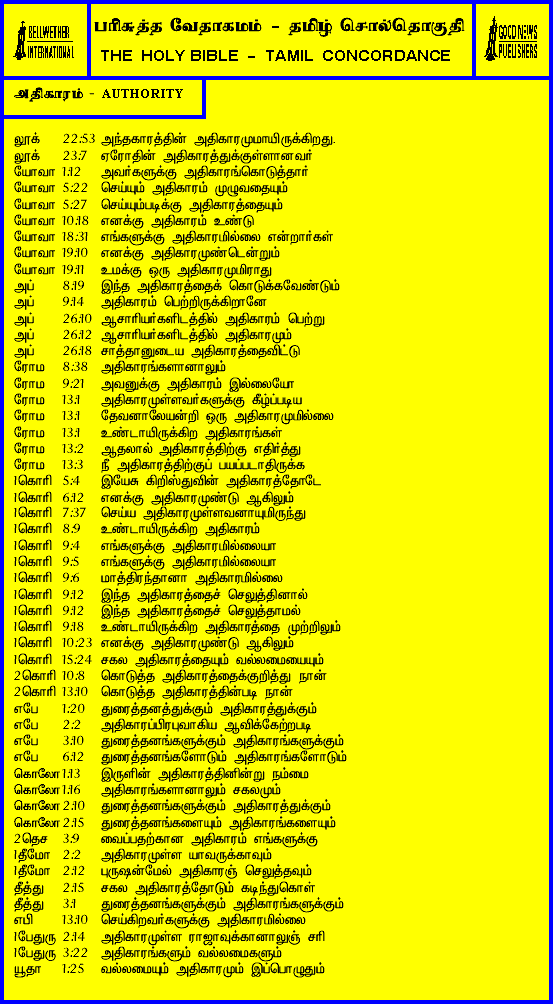 BELLWETHER
INTERNATIONAL
பரிசுத்த வேதாகமம் - தமிழ் சொல்தொகுதி
THE HOLY BIBLE - TAMIL CONCORDANCE
GOOD NEWS
PUBLISHERS
அதிகாரம் - AUTHORITY
லூக் 22:53 அந்தகாரத்தின் அதிகாரமுமாயிருக்கிறது.
லூக் 23:7 ஏரோதின் அதிகாரத்துக்குள்ளானவர்
யோவா 1:12 அவர்களுக்கு அதிகாரங்கொடுத்தார்
யோவா 5:22 செய்யும் அதிகாரம் முழுவதையும்
யோவா 5:27 செய்யும்படிக்கு அதிகாரத்தையும்
யோவா 10:18 எனக்கு அதிகாரம் உண்டு
யோவா 18:31 எங்களுக்கு அதிகாரமில்லை என்றார்கள்
யோவா 19:10 எனக்கு அதிகாரமுண்டென்றும்
யோவா 19:11 உமக்கு ஒரு அதிகாரமுமிராது
அப் 8:19 இந்த அதிகாரத்தைக் கொடுக்கவேண்டும்
அப் 9:14 அதிகாரம் பெற்றிருக்கிறானே
அப் 26:10 ஆசாரியர்களிடத்தில் அதிகாரம் பெற்று
அப் 26:12 ஆசாரியர்களிடத்தில் அதிகாரமும்
அப் 26:18 சாத்தானுடைய அதிகாரத்தைவிட்டு
ரோம 8:38 அதிகாரங்களானாலும்
ரோம 9:21 அவனுக்கு அதிகாரம் இல்லையோ
ரோம 13:1 அதிகாரமுள்ளவர்களுக்கு கீழ்ப்படிய
ரோம 13:1 தேவனாலேயன்றி ஒரு அதிகாரமுமில்லை
ரோம 13:1 உண்டாயிருக்கிற அதிகாரங்கள்
ரோம 13:2 ஆதலால் அதிகாரத்திற்கு எதிர்த்து
ரோம 13:3 நீ அதிகாரத்திற்குப் பயப்படாதிருக்க
1கொரி 5:4 இயேசு கிறிஸ்துவின் அதிகாரத்தோடே
1கொரி 6:12 எனக்கு அதிகாரமுண்டு ஆகிலும்
1கொரி 7:37 செய்ய அதிகாரமுள்ளவனாயுமிருந்து
1கொரி 8:9 உண்டாயிருக்கிற அதிகாரம்
1கொரி 9:4 எங்களுக்கு அதிகாரமில்லையா
1கொரி 9:5 எங்களுக்கு அதிகாரமில்லையா
1கொரி 9:6 மாத்திரந்தானா அதிகாரமில்லை
1கொரி 9:12 இந்த அதிகாரத்தைச் செலுத்தினால்
1கொரி 9:12 இந்த அதிகாரத்தைச் செலுத்தாமல்
1கொரி 9:18 உண்டாயிருக்கிற அதிகாரத்தை முற்றிலும்
1கொரி 10:23 எனக்கு அதிகாரமுண்டு ஆகிலும்
1கொரி 15:24 சகல அதிகாரத்தையும் வல்லமையையும்
2கொரி 10:8 கொடுத்த அதிகாரத்தைக்குறித்து நான்
2கொரி 13:10 கொடுத்த அதிகாரத்தின்படி நான்
எபே 1:20 துரைத்தனத்துக்கும் அதிகாரத்துக்கும்
எபே 2:2 அதிகாரப்பிரபுவாகிய ஆவிக்கேற்றபடி
எபே 3:10 துரைத்தனங்களுக்கும் அதிகாரங்களுக்கும்
எபே 6:12 துரைத்தனங்களோடும் அதிகாரங்களோடும்
கொலோ 1:13 இருளின் அதிகாரத்தினின்று நம்மை
கொலோ 1:16 அதிகாரங்களானாலும் சகலமும்
கொலோ 2:10 துரைத்தனங்களுக்கும் அதிகாரத்துக்கும்
கொலோ 2:15 துரைத்தனங்களையும் அதிகாரங்களையும்
2தெச 3:9 வைப்பதற்கான அதிகாரம் எங்களுக்கு
1தீமோ 2:2 அதிகாரமுள்ள யாவருக்காவும்
1தீமோ 2:12 புருஷன்மேல் அதிகாரஞ் செலுத்தவும்
தீத்து 2:15 சகல அதிகாரத்தோடும் கடிந்துகொள்
தீத்து 3:1 துரைத்தனங்களுக்கும் அதிகாரங்களுக்கும்
எபி 13:10 செய்கிறவர்களுக்கு அதிகாரமில்லை
1பேதுரு 2:14 அதிகாரமுள்ள ராஜாவுக்கானாலுஞ் சரி
1பேதுரு 3:22 அதிகாரங்களும் வல்லமைகளும்
யூதா 1:25 வல்லமையும் அதிகாரமும் இப்பொழுதும்